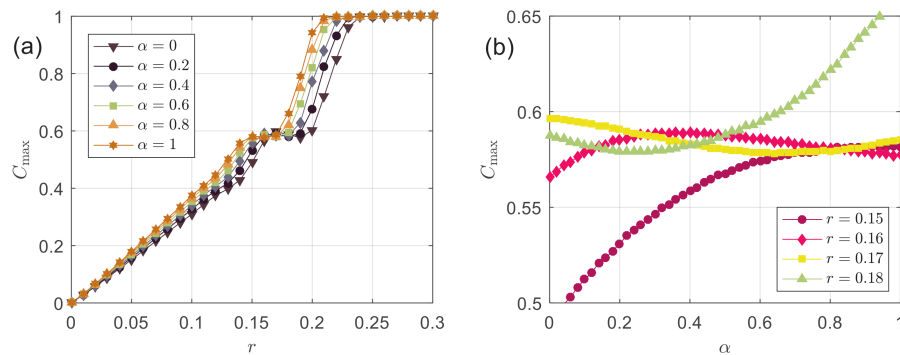 (a)
C_max
1
0.8
0.6
0.4
0.2
0
0
0.05
0.1
0.15
0.2
0.25
0.3
r
α = 0
α = 0.2
α = 0.4
α = 0.6
α = 0.8
α = 1
(b)
C_max
0.65
0.6
0.55
0.5
0
0.2
0.4
0.6
0.8
1
α
r = 0.15
r = 0.16
r = 0.17
r = 0.18